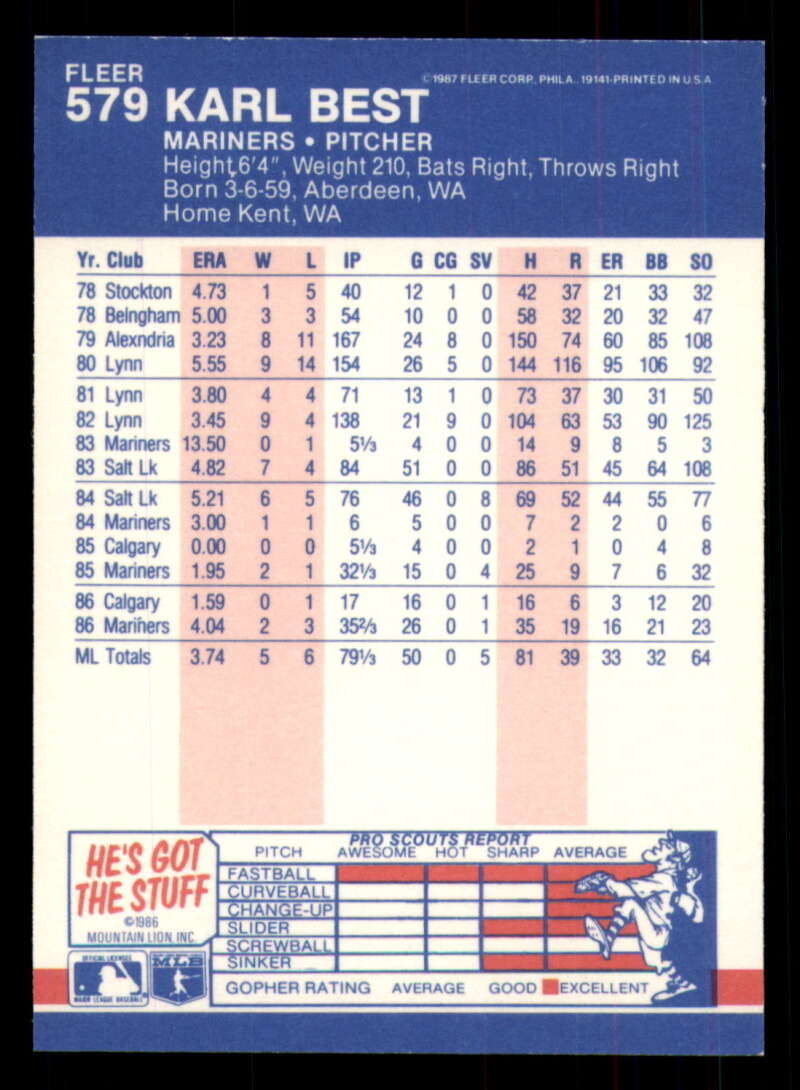 FLEER
© 1987 FLEER CORP., PHILA., 19141-PRINTED IN U.S.A.
579 KARL BEST
MARINERS • PITCHER
Height 6'4", Weight 210, Bats Right, Throws Right
Born 3-6-59, Aberdeen, WA
Home Kent, WA
Yr. Club ERA W L IP G CG SV H R ER BB SO
78 Stockton 4.73 1 5 40 12 1 0 42 37 21 33 32
78 Belngham 5.00 3 3 54 10 0 0 58 32 20 32 47
79 Alexndria 3.23 8 11 167 24 8 0 150 74 60 85 108
80 Lynn 5.55 9 14 154 26 5 0 144 116 95 106 92
81 Lynn 3.80 4 4 71 13 1 0 73 37 30 31 50
82 Lynn 3.45 9 4 138 21 9 0 104 63 53 90 125
83 Mariners 13.50 0 1 5⅓ 4 0 0 14 9 8 5 3
83 Salt Lk 4.82 7 4 84 51 0 0 86 51 45 64 108
84 Salt Lk 5.21 6 5 76 46 0 8 69 52 44 55 77
84 Mariners 3.00 1 1 6 5 0 0 7 2 2 0 6
85 Calgary 0.00 0 0 5⅓ 4 0 0 2 1 0 4 8
85 Mariners 1.95 2 1 32⅓ 15 0 4 25 9 7 6 32
86 Calgary 1.59 0 1 17 16 0 1 16 6 3 12 20
86 Mariners 4.04 2 3 35⅔ 26 0 1 35 19 16 21 23
ML Totals 3.74 5 6 79⅓ 50 0 5 81 39 33 32 64
HE'S GOT
THE STUFF
©1986
MOUNTAIN LION, INC.
PRO SCOUTS REPORT
PITCH AWESOME HOT SHARP AVERAGE
FASTBALL
CURVEBALL
CHANGE-UP
SLIDER
SCREWBALL
SINKER
GOPHER RATING AVERAGE GOOD EXCELLENT
OFFICIAL LICENSEE
MAJOR LEAGUE BASEBALL
MLB